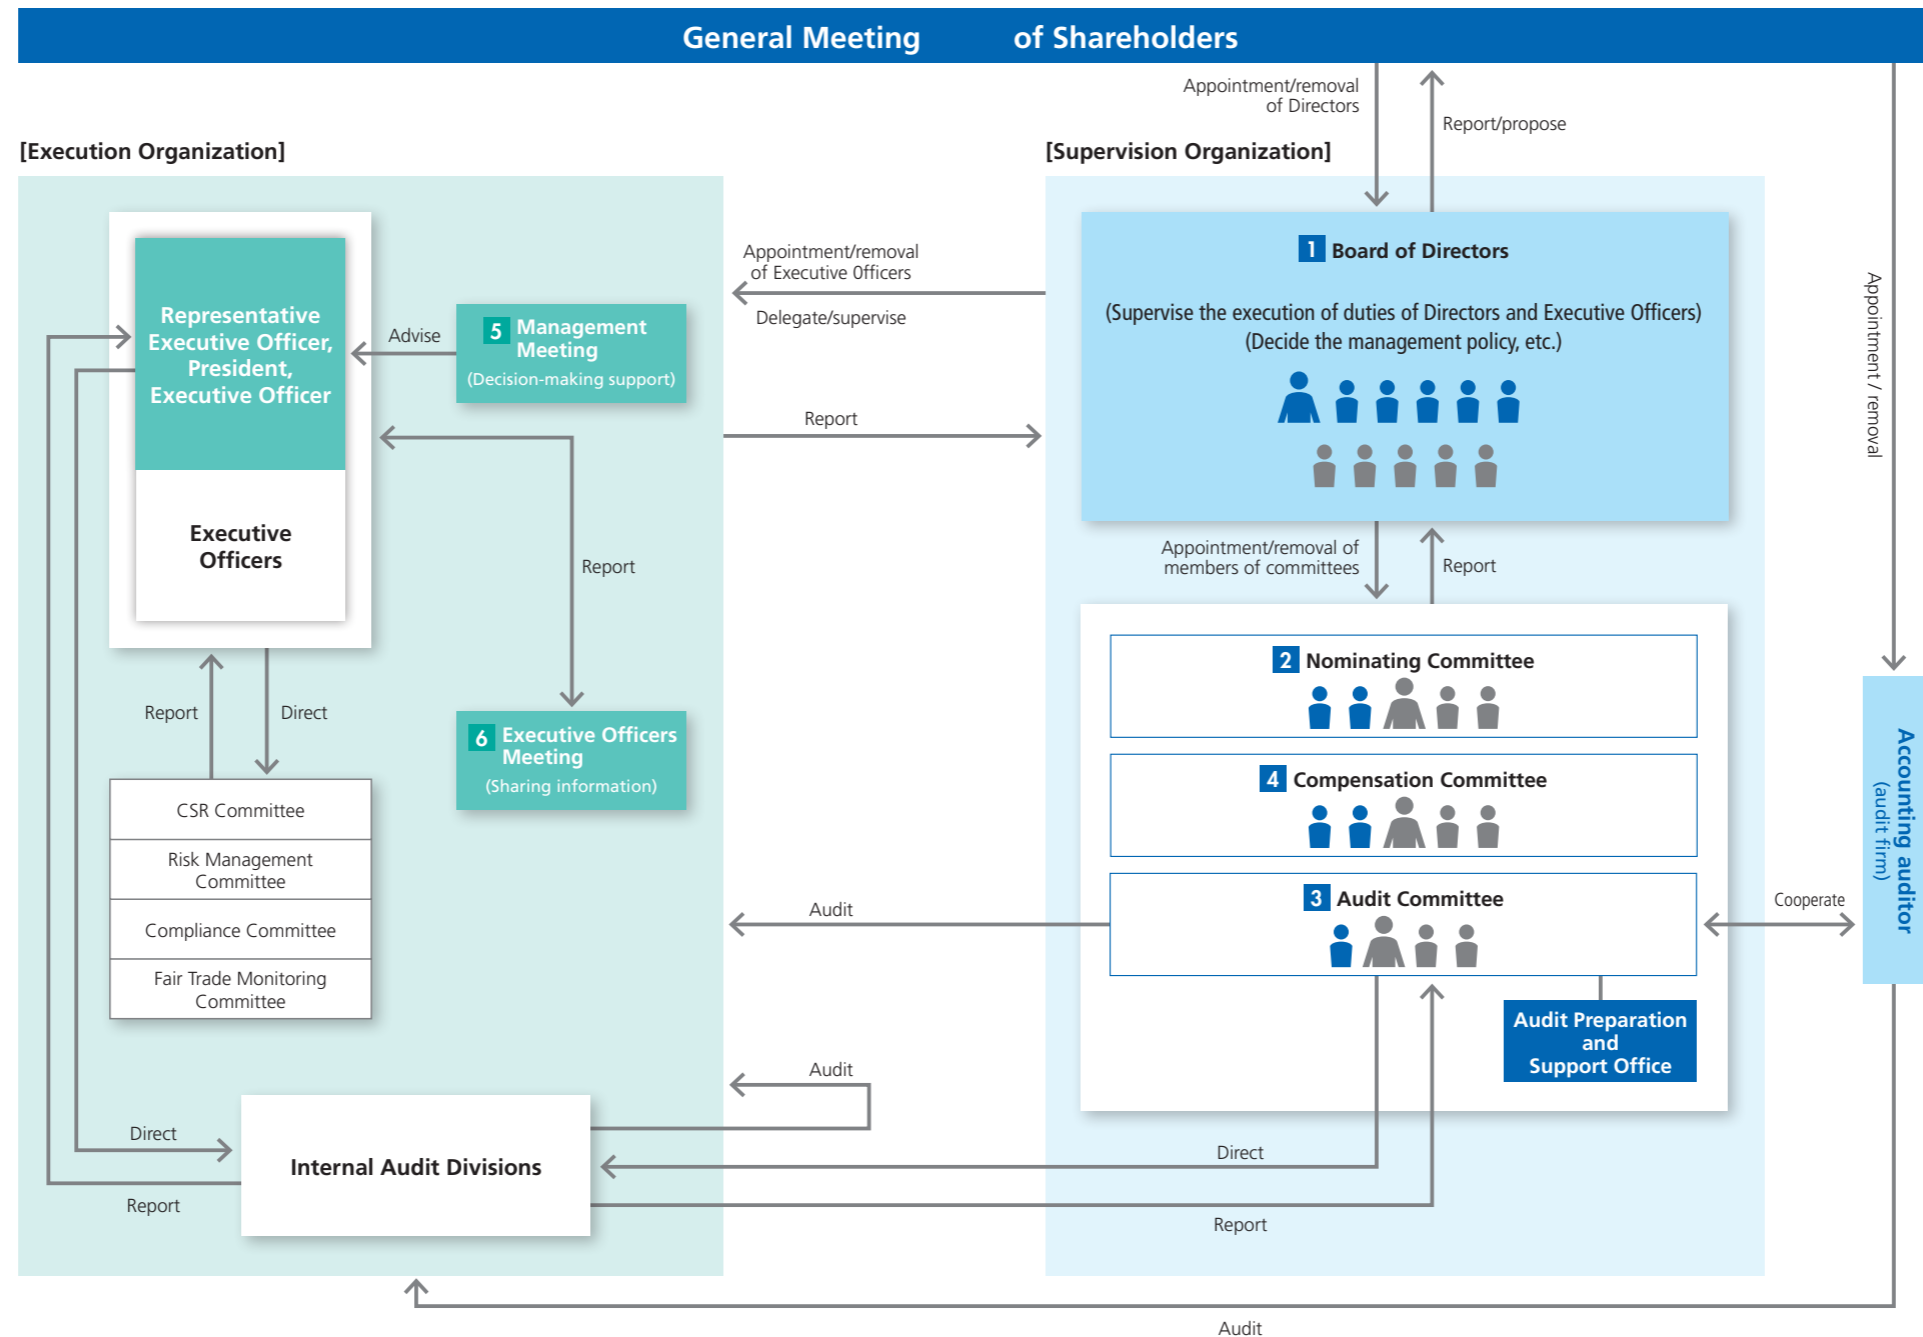 General Meeting of Shareholders
Appointment/removal
of Directors
Report/propose
[Execution Organization]
[Supervision Organization]
Representative
Executive Officer,
President,
Executive Officer
Executive
Officers
Advise
5 Management
Meeting
(Decision-making support)
Appointment/removal
of Executive 0fficers
Delegate/supervise
Report
1 Board of Directors
(Supervise the execution of duties of Directors and Executive Officers)
(Decide the management policy, etc.)
Appointment / removal
Report
Appointment/removal of
members of committees
Report
Report
Direct
6 Executive Officers
Meeting
(Sharing information)
2 Nominating Committee
4 Compensation Committee
3 Audit Committee
Accounting auditor
(audit firm)
CSR Committee
Risk Management
Committee
Compliance Committee
Fair Trade Monitoring
Committee
Audit
Cooperate
Audit Preparation
and
Support Office
Audit
Direct
Internal Audit Divisions
Report
Direct
Report
Audit